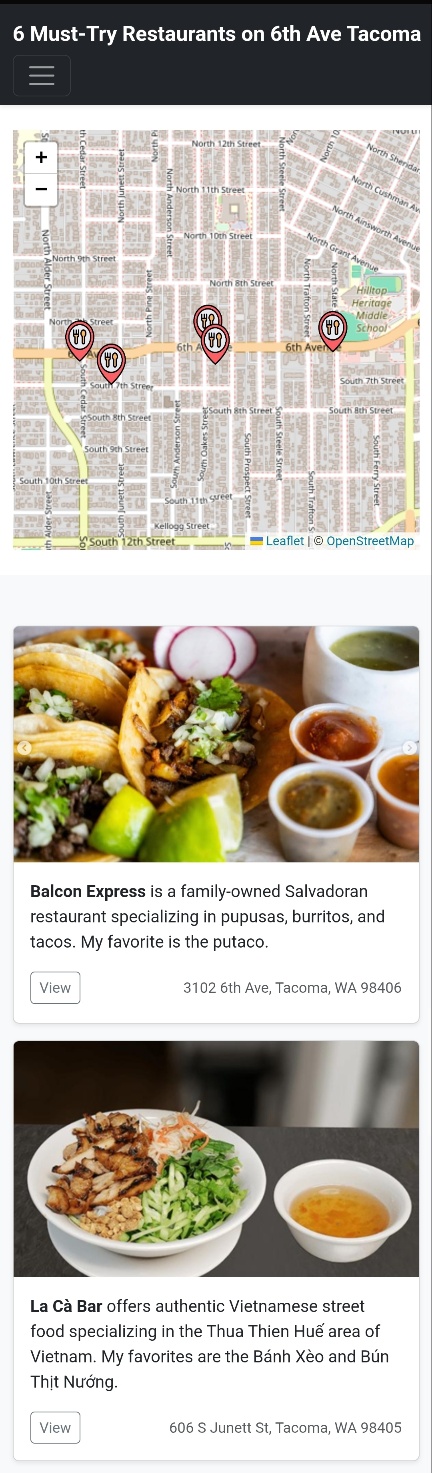 6 Must-Try Restaurants on 6th Ave Tacoma
+
−
North 12th Street
North 11th Street
North 10th Street
North 9th Street
North 8th Street
North Cushman
North Ainsworth Avenue
North Grant Avenue
North Sheridan
North Junett Street
North Anderson Street
North Steele Street
North Alder Street
North Pine Street
North Trafton Street
North State
Hilltop
Heritage
Middle
School
6th Avenue
South 7th Street
South 7th Street
South 8th Street
South 8th Street
South 8th Street
South 9th Street
South 10th Street
South 11th Street
Kellogg Street
South 12th Street
South Cedar Street
South Junett Street
South Anderson Street
South Oakes Street
South Prospect Street
South Steele Street
South Trafton
South Ferry Street
Leaflet | © OpenStreetMap
Balcon Express is a family-owned Salvadoran
restaurant specializing in pupusas, burritos, and
tacos. My favorite is the putaco.
View
3102 6th Ave, Tacoma, WA 98406
La Cà Bar offers authentic Vietnamese street
food specializing in the Thua Thien Huế area of
Vietnam. My favorites are the Bánh Xèo and Bún
Thịt Nướng.
View
606 S Junett St, Tacoma, WA 98405